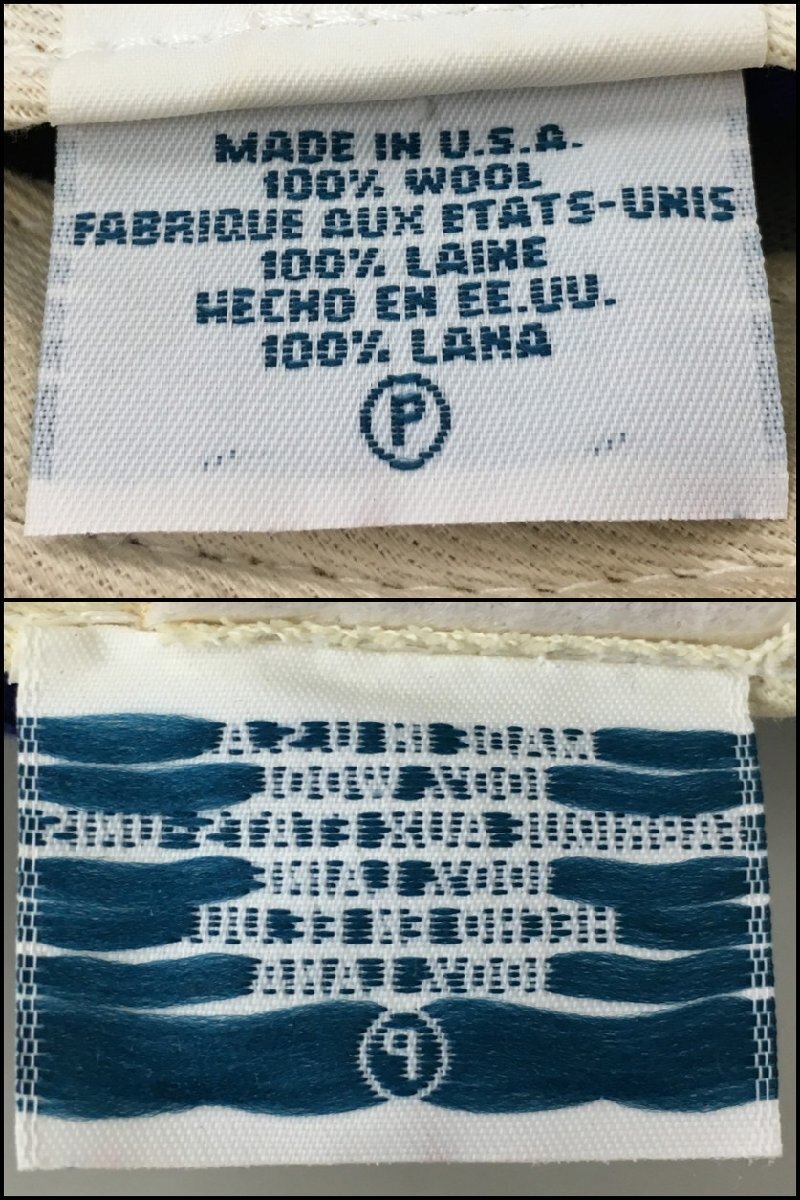 MADE IN U.S.A.
100% WOOL
FABRIQUE AUX ETATS-UNIS
100% LAINE
HECHO EN EE.UU.
100% LANA
P